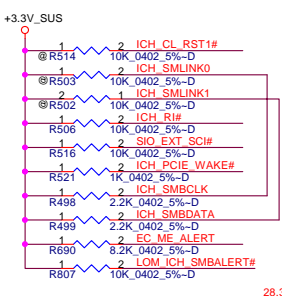 +3.3V_SUS
1 2 ICH_CL_RST1#
@R514 10K_0402_5%~D
1 2 ICH_SMLINK0
@R503 10K_0402_5%~D
2 1 ICH_SMLINK1
@R502 10K_0402_5%~D
1 2 ICH_RI#
R506 10K_0402_5%~D
1 2 SIO_EXT_SCI#
R516 10K_0402_5%~D
1 2 ICH_PCIE_WAKE#
R521 1K_0402_5%~D
1 2 ICH_SMBCLK
R498 2.2K_0402_5%~D
1 2 ICH_SMBDATA
R499 2.2K_0402_5%~D
1 2 EC_ME_ALERT
R690 8.2K_0402_5%~D
1 2 LOM_ICH_SMBALERT#
R807 10K_0402_5%~D